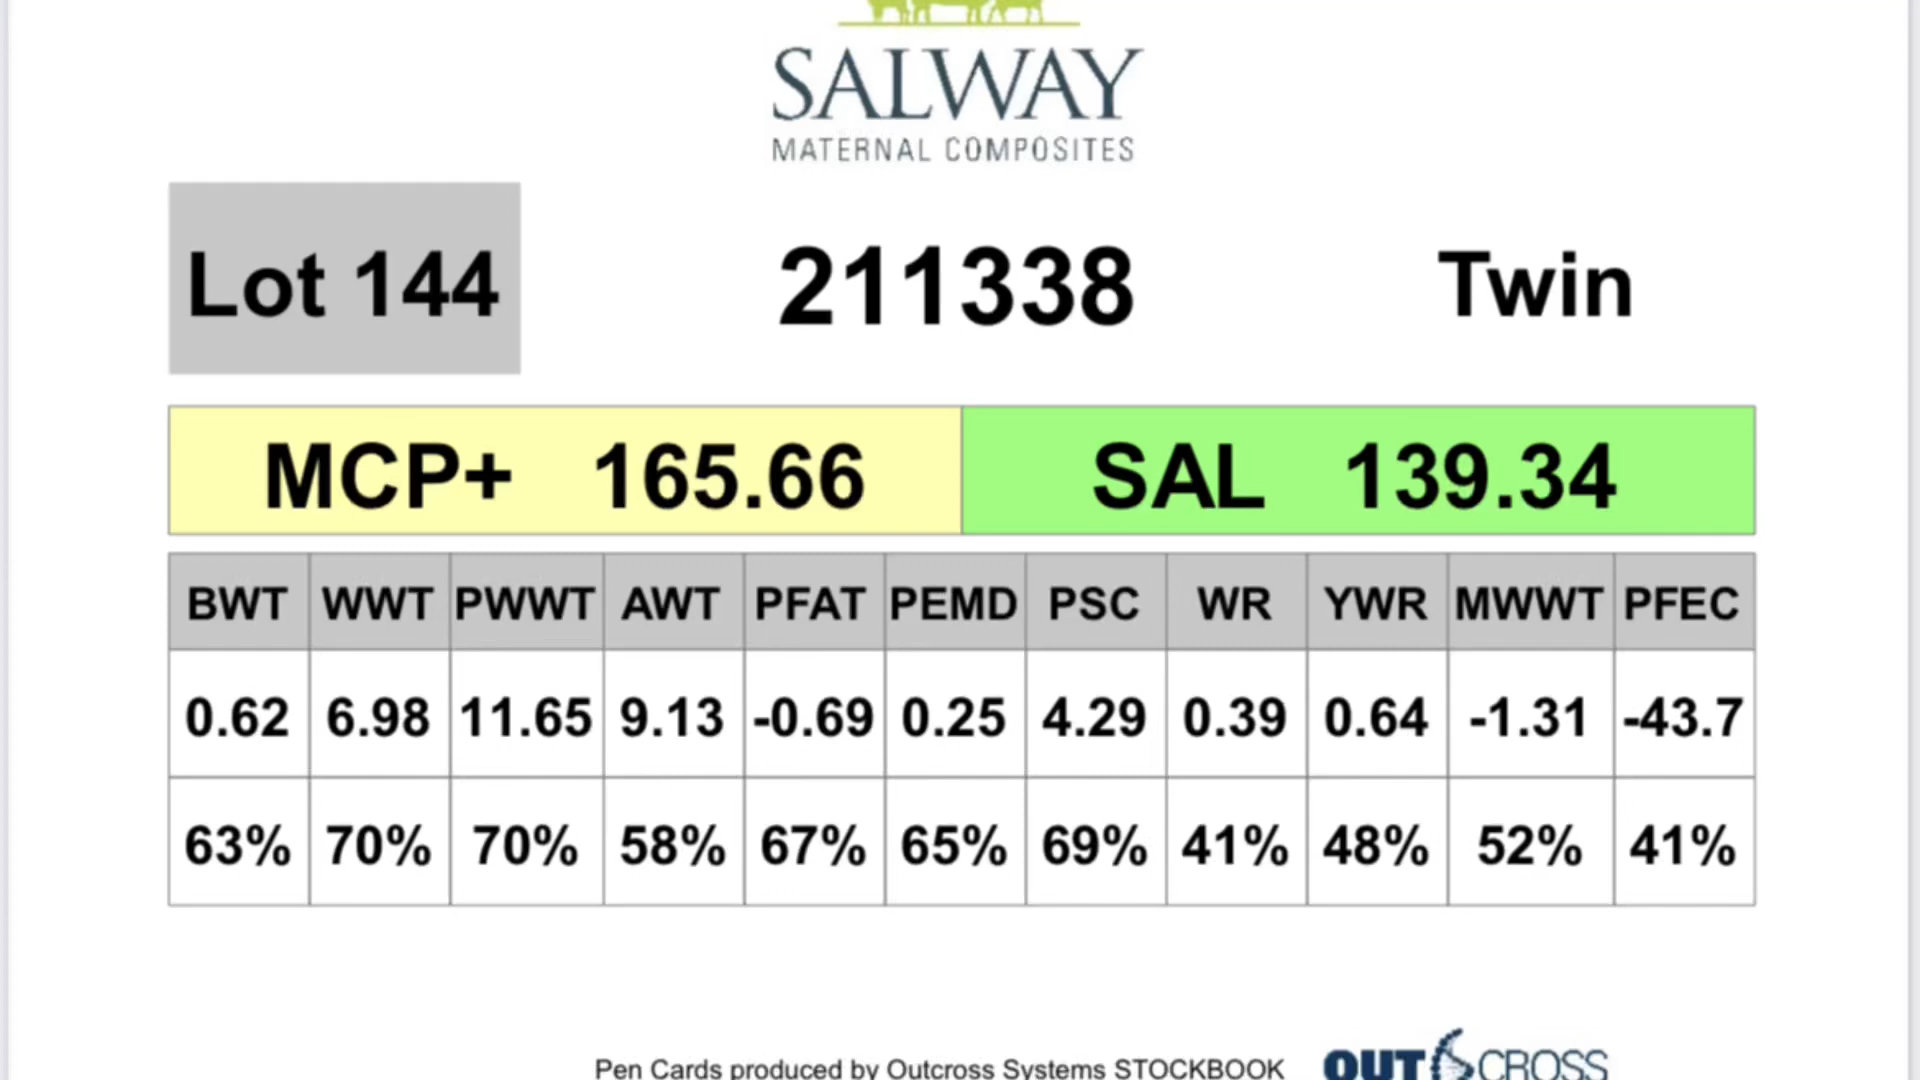 SALWAY
MATERNAL COMPOSITES
Lot 144 211338 Twin
MCP+ 165.66 SAL 139.34
BWT WWT PWWT AWT PFAT PEMD PSC WR YWR MWWT PFEC
0.62 6.98 11.65 9.13 -0.69 0.25 4.29 0.39 0.64 -1.31 -43.7
63% 70% 70% 58% 67% 65% 69% 41% 48% 52% 41%
Pen Cards produced by Outcross Systems STOCKBOOK OUTCROSS